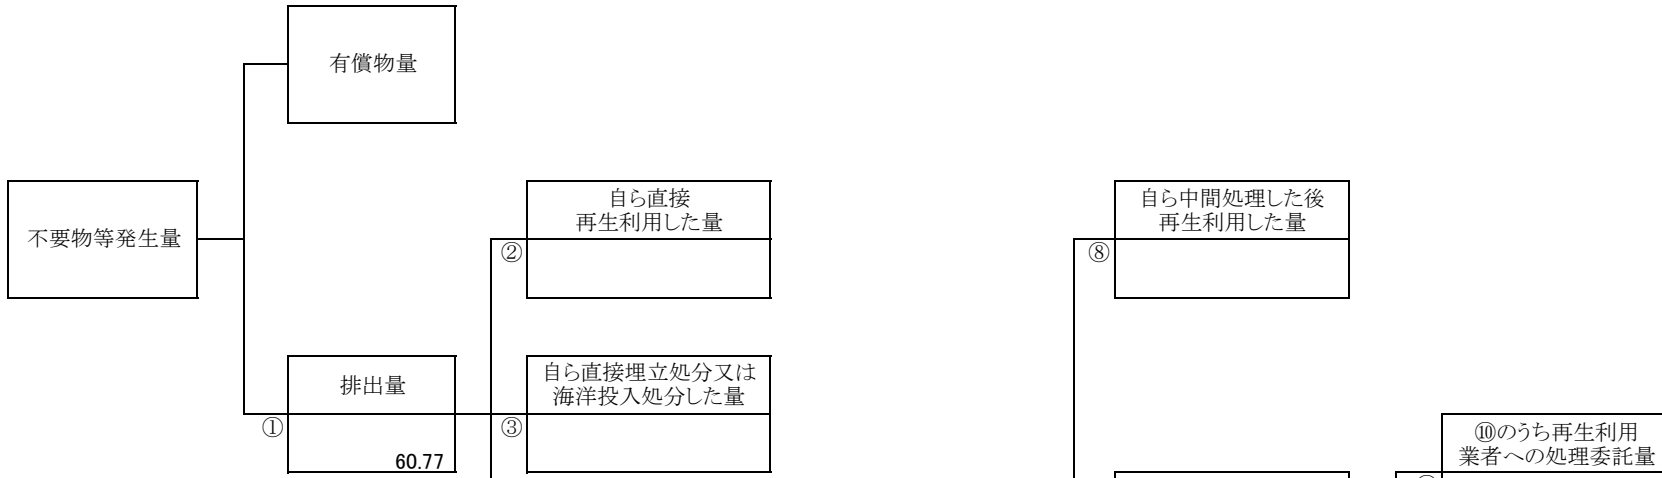 有償物量
不要物等発生量
自ら直接
再生利用した量
②
自ら中間処理した後
再生利用した量
⑧
排出量
①
60.77
自ら直接埋立処分又は
海洋投入処分した量
③
⑩のうち再生利用
業者への処理委託量